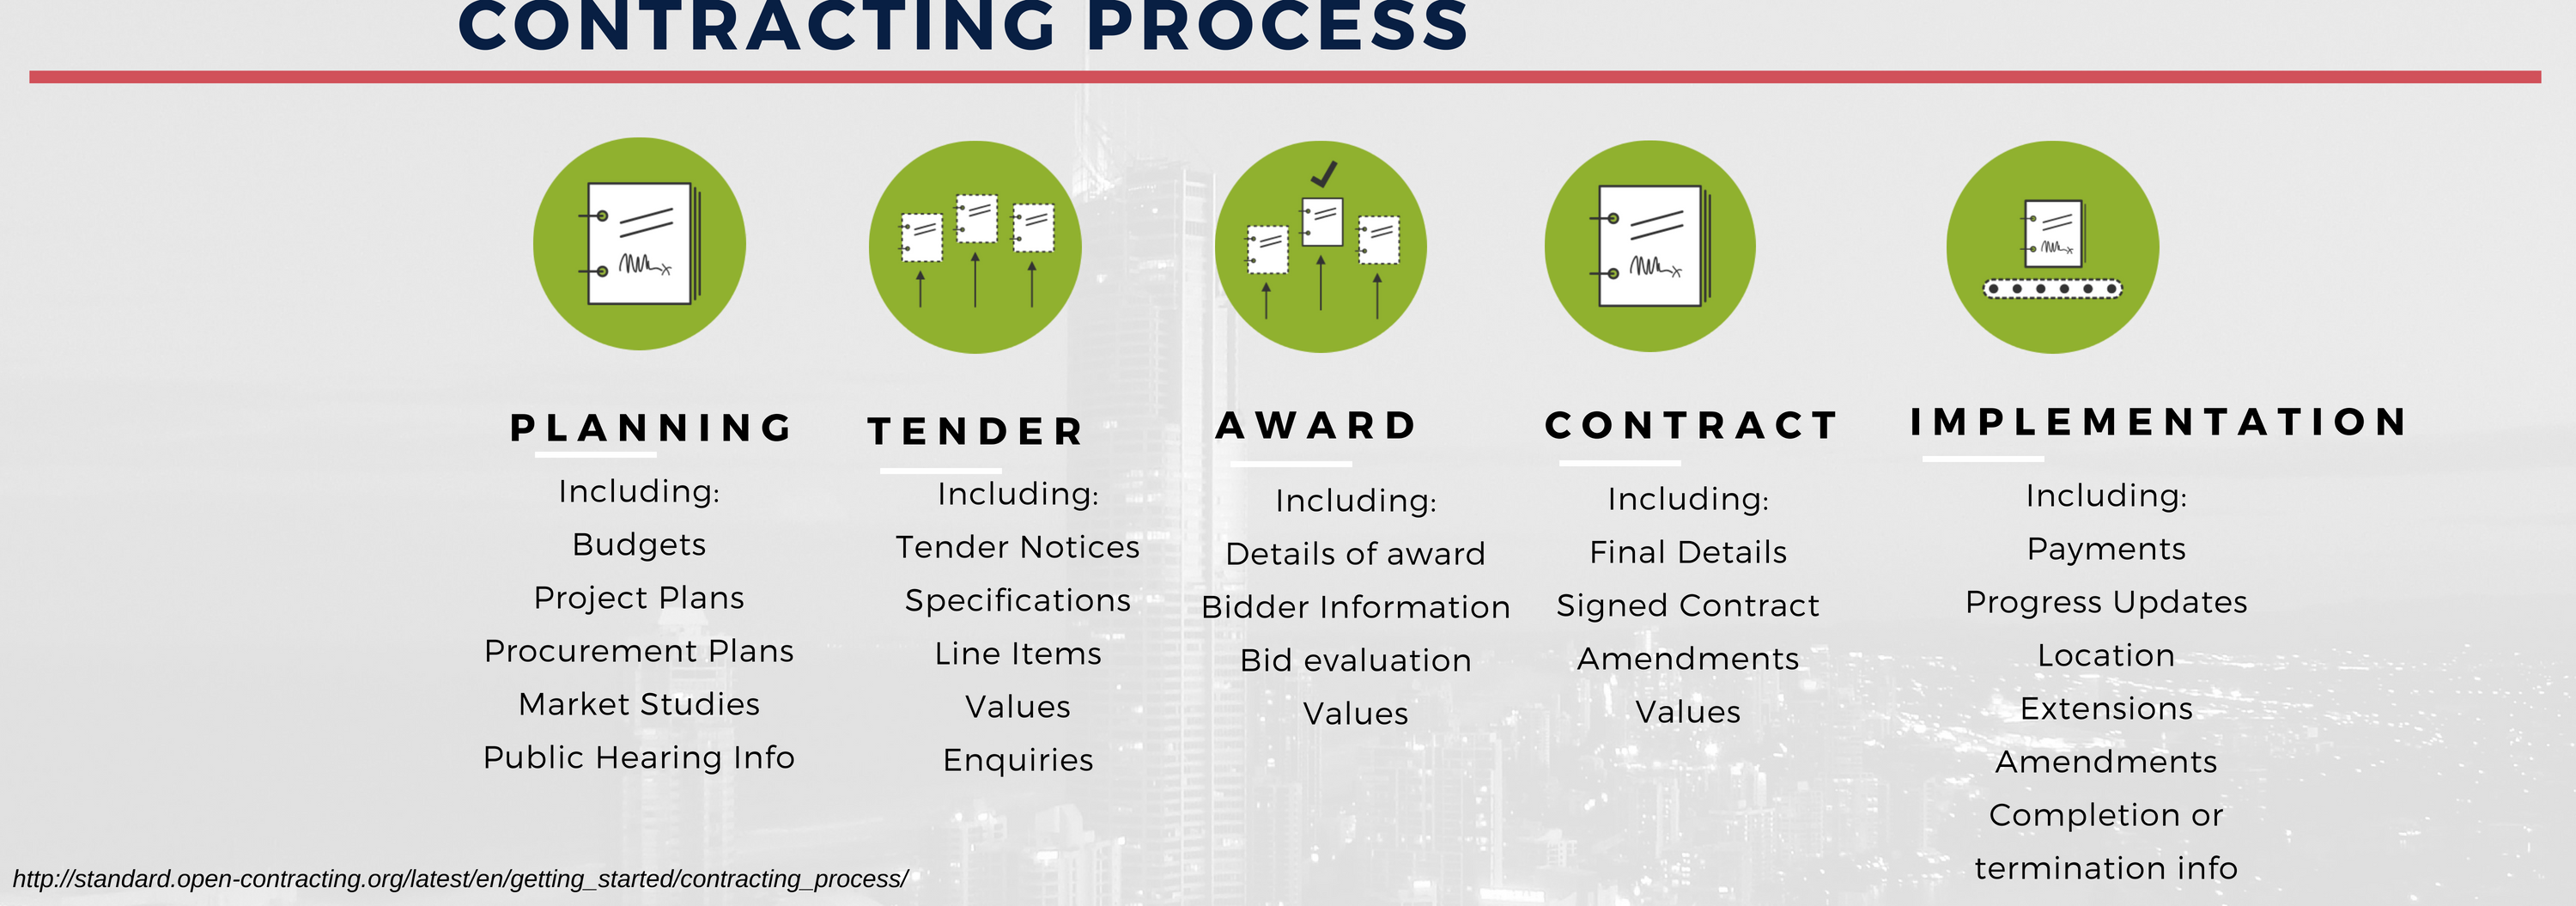 CONTRACTING PROCESS
PLANNING
Including:
Budgets
Project Plans
Procurement Plans
Market Studies
Public Hearing Info
TENDER
Including:
Tender Notices
Specifications
Line Items
Values
Enquiries
AWARD
Including:
Details of award
Bidder Information
Bid evaluation
Values
CONTRACT
Including:
Final Details
Signed Contract
Amendments
Values
IMPLEMENTATION
Including:
Payments
Progress Updates
Location
Extensions
Amendments
Completion or
termination info
http://standard.open-contracting.org/latest/en/getting_started/contracting_process/